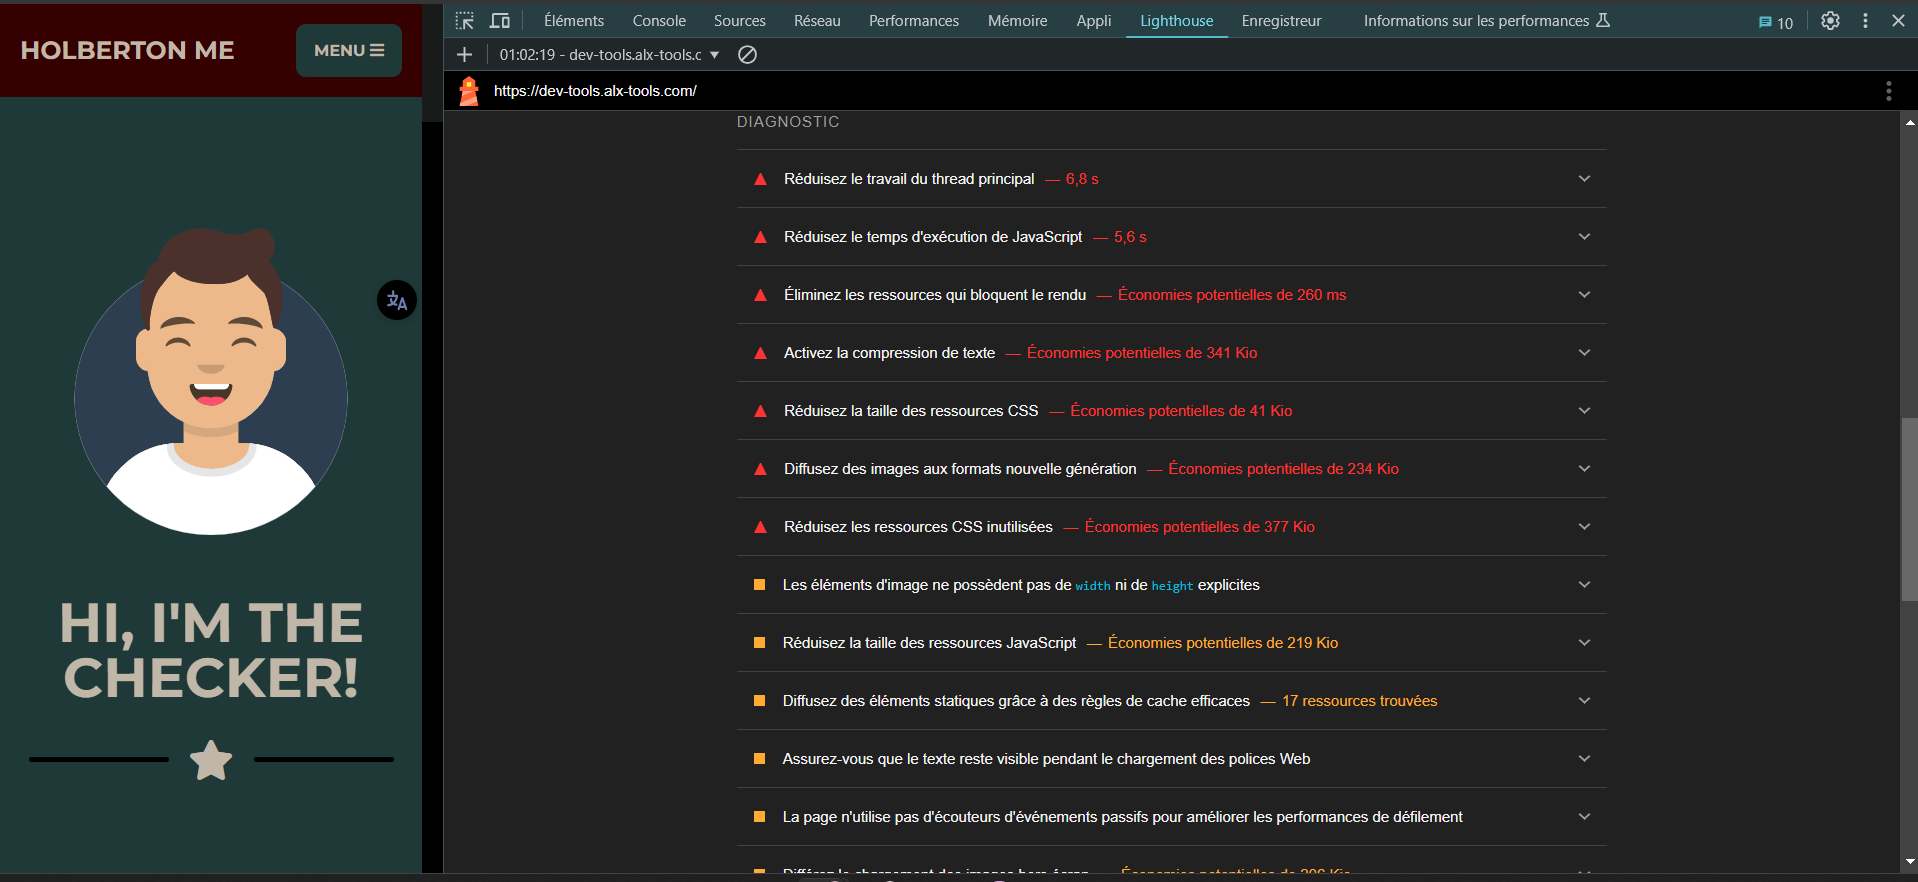 HOLBERTON ME
MENU
HI, I'M THE
CHECKER!
Éléments Console Sources Réseau Performances Mémoire Appli Lighthouse Enregistreur Informations sur les performances 10
01:02:19 - dev-tools.alx-tools.c
https://dev-tools.alx-tools.com/
DIAGNOSTIC
Réduisez le travail du thread principal — 6,8 s
Réduisez le temps d'exécution de JavaScript — 5,6 s
Éliminez les ressources qui bloquent le rendu — Économies potentielles de 260 ms
Activez la compression de texte — Économies potentielles de 341 Kio
Réduisez la taille des ressources CSS — Économies potentielles de 41 Kio
Diffusez des images aux formats nouvelle génération — Économies potentielles de 234 Kio
Réduisez les ressources CSS inutilisées — Économies potentielles de 377 Kio
Les éléments d'image ne possèdent pas de width ni de height explicites
Réduisez la taille des ressources JavaScript — Économies potentielles de 219 Kio
Diffusez des éléments statiques grâce à des règles de cache efficaces — 17 ressources trouvées
Assurez-vous que le texte reste visible pendant le chargement des polices Web
La page n'utilise pas d'écouteurs d'événements passifs pour améliorer les performances de défilement